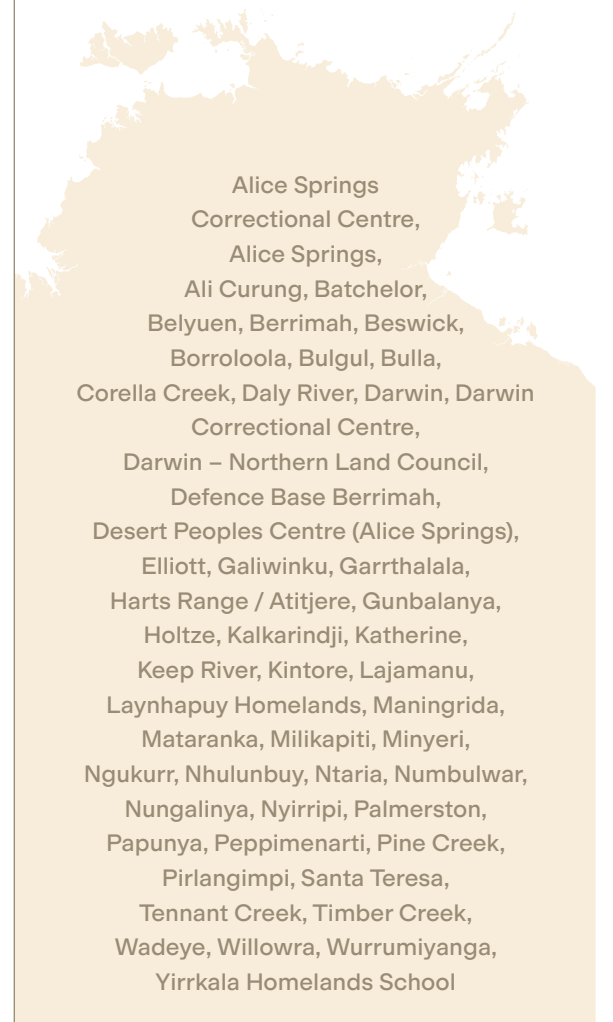 Alice Springs
Correctional Centre,
Alice Springs,
Ali Curung, Batchelor,
Belyuen, Berrimah, Beswick,
Borroloola, Bulgul, Bulla,
Corella Creek, Daly River, Darwin, Darwin
Correctional Centre,
Darwin – Northern Land Council,
Defence Base Berrimah,
Desert Peoples Centre (Alice Springs),
Elliott, Galiwinku, Garrthalala,
Harts Range / Atitjere, Gunbalanya,
Holtze, Kalkarindji, Katherine,
Keep River, Kintore, Lajamanu,
Laynhapuy Homelands, Maningrida,
Mataranka, Milikapiti, Minyeri,
Ngukurr, Nhulunbuy, Ntaria, Numbulwar,
Nungalinya, Nyirripi, Palmerston,
Papunya, Peppimenarti, Pine Creek,
Pirlangimpi, Santa Teresa,
Tennant Creek, Timber Creek,
Wadeye, Willowra, Wurrumiyanga,
Yirrkala Homelands School